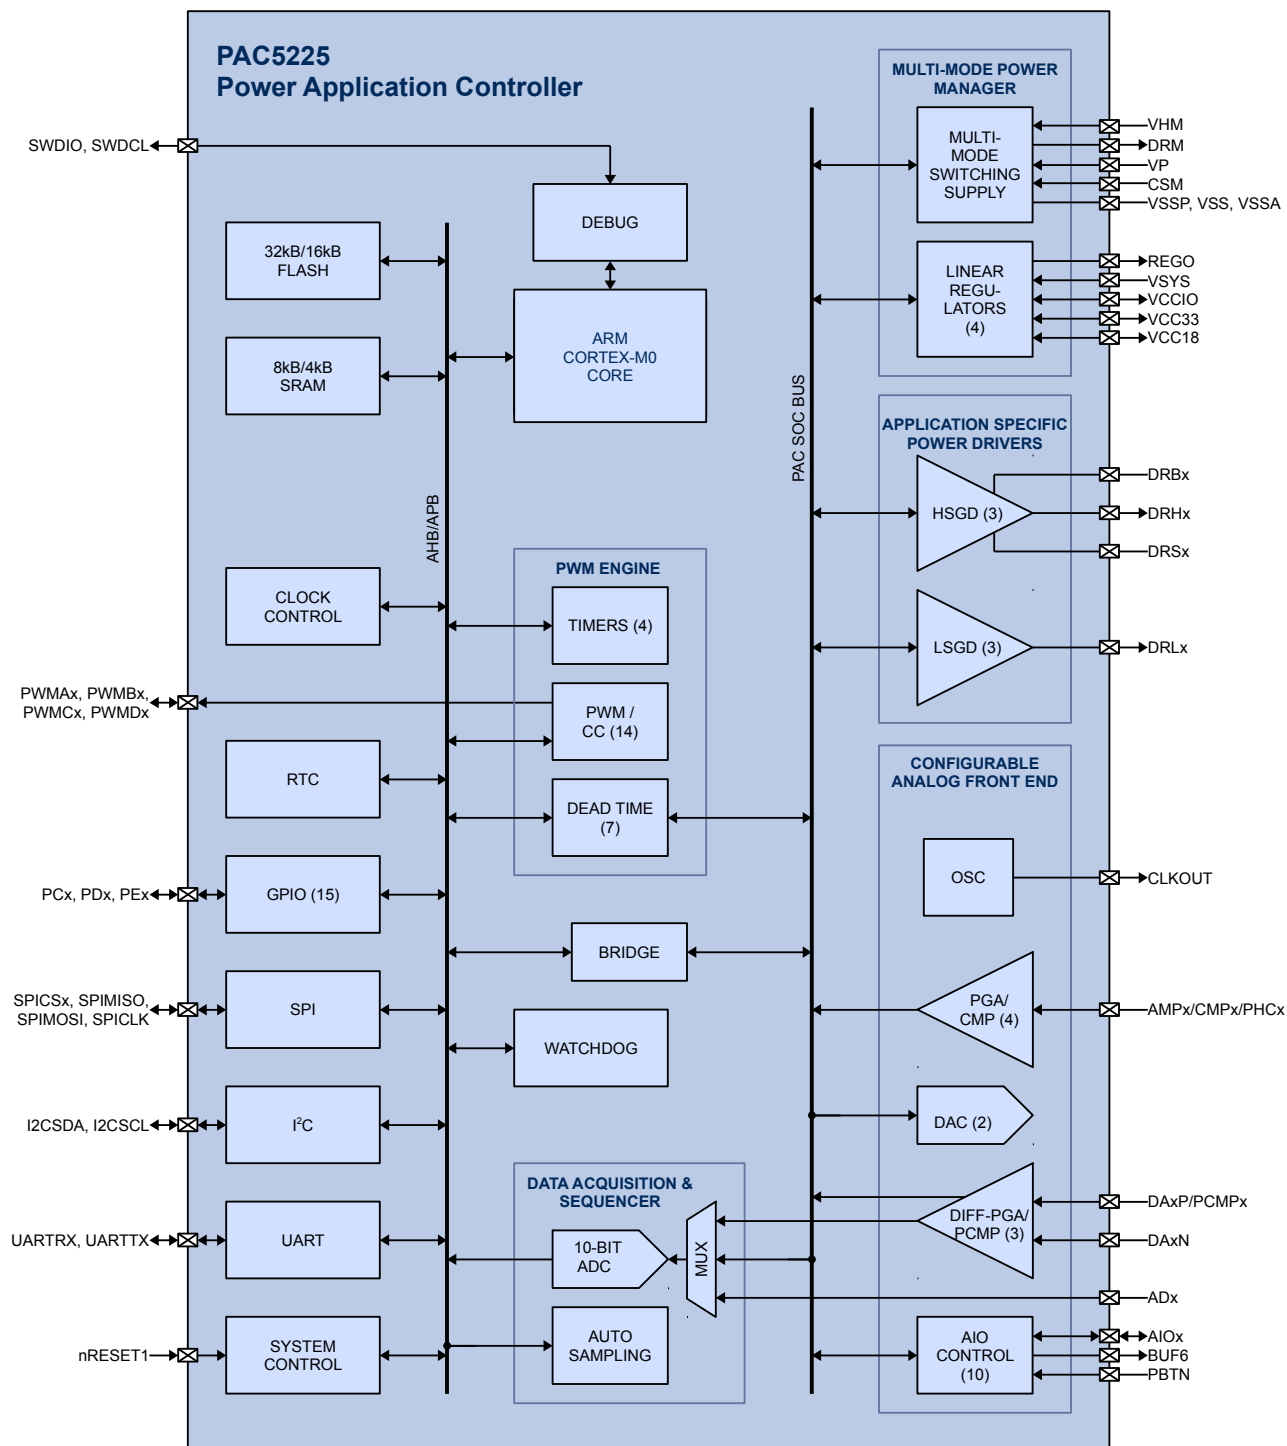 PAC5225
Power Application Controller
SWDIO, SWDCL
DEBUG
32kB/16kB
FLASH
ARM
CORTEX-M0
CORE
8kB/4kB
SRAM
AHB/APB
PAC SOC BUS
CLOCK
CONTROL
PWM ENGINE
TIMERS (4)
PWMAx, PWMBx,
PWMCx, PWMDx
PWM /
CC (14)
RTC
DEAD TIME
(7)
PCx, PDx, PEx
GPIO (15)
BRIDGE
SPICSx, SPIMISO,
SPIMOSI, SPICLK
SPI
WATCHDOG
I2CSDA, I2CSCL
I²C
DATA ACQUISITION &
SEQUENCER
UARTRX, UARTTX
UART
10-BIT
ADC
MUX
nRESET1
SYSTEM
CONTROL
AUTO
SAMPLING
MULTI-MODE POWER
MANAGER
MULTI-
MODE
SWITCHING
SUPPLY
VHM
DRM
VP
CSM
VSSP, VSS, VSSA
LINEAR
REGU-
LATORS
(4)
REGO
VSYS
VCCIO
VCC33
VCC18
APPLICATION SPECIFIC
POWER DRIVERS
HSGD (3)
DRBx
DRHx
DRSx
LSGD (3)
DRLx
CONFIGURABLE
ANALOG FRONT END
OSC
CLKOUT
PGA/
CMP (4)
AMPx/CMPx/PHCx
DAC (2)
DIFF-PGA/
PCMP (3)
DAxP/PCMPx
DAxN
ADx
AIO
CONTROL
(10)
AIOx
BUF6
PBTN